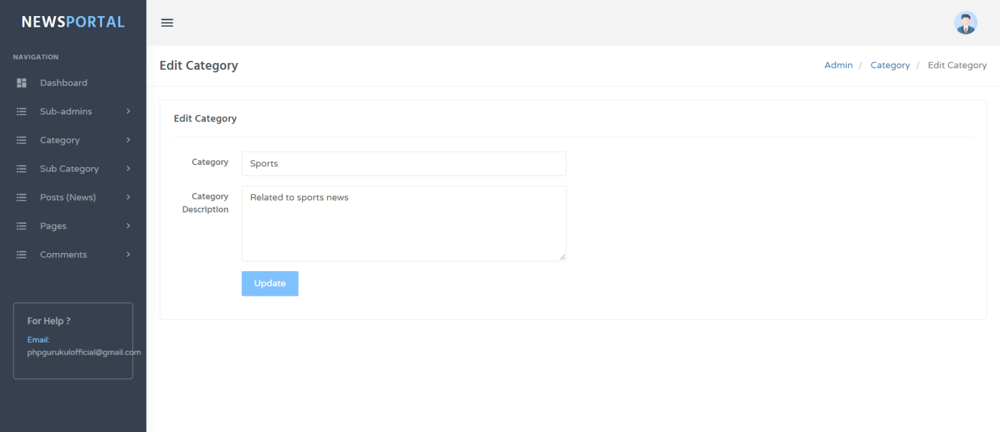 NEWSPORTAL
NAVIGATION
Dashboard
Sub-admins
Category
Sub Category
Posts (News)
Pages
Comments
For Help ?
Email:
phpgurukulofficial@gmail.com
Edit Category
Admin / Category / Edit Category
Edit Category
Category
Sports
Category
Description
Related to sports news
Update